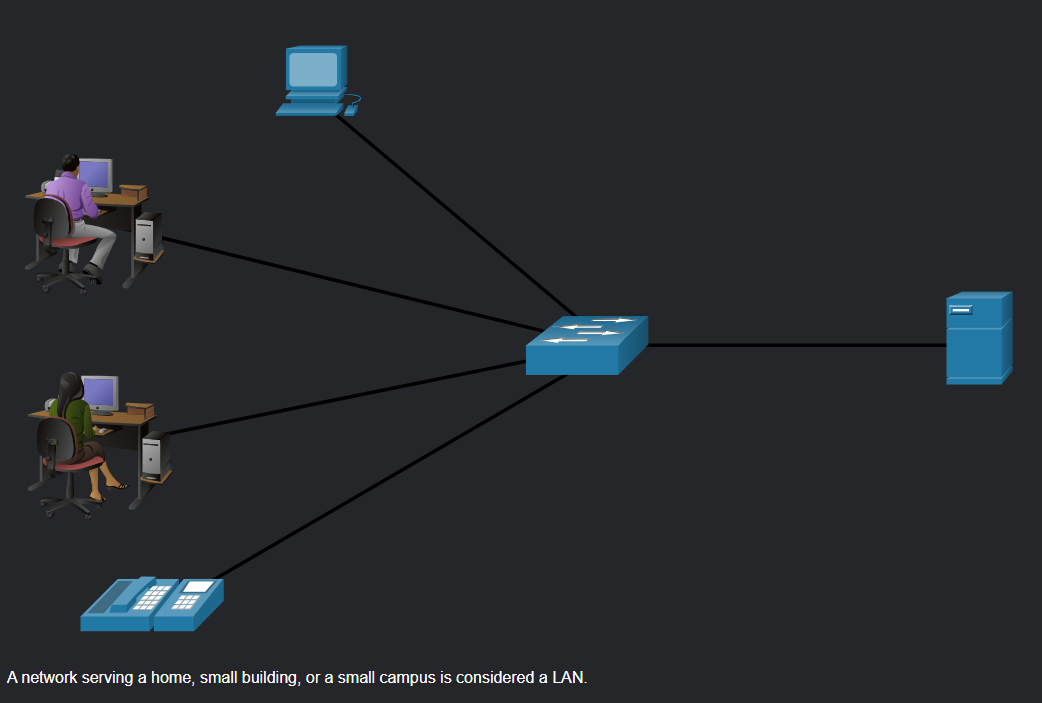 A network serving a home, small building, or a small campus is considered a LAN.